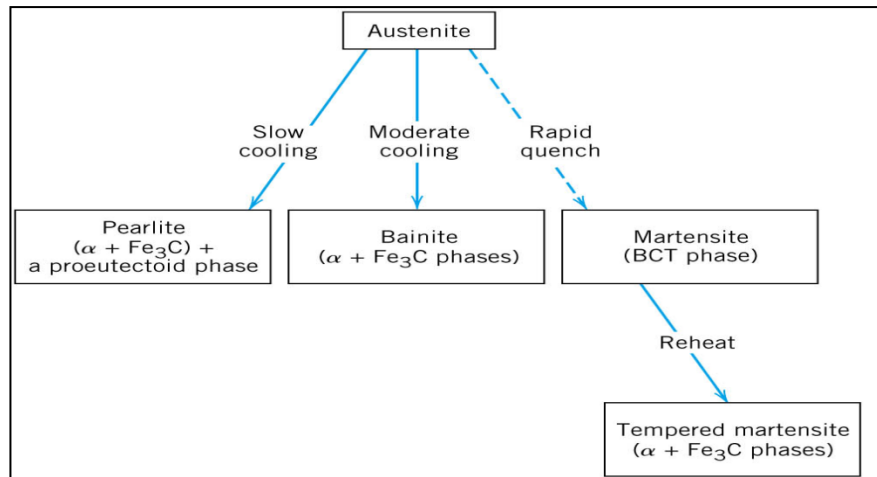 Austenite
Slow
cooling
Moderate
cooling
Rapid
quench
Pearlite
(α + Fe₃C) +
a proeutectoid phase
Bainite
(α + Fe₃C phases)
Martensite
(BCT phase)
Reheat
Tempered martensite
(α + Fe₃C phases)